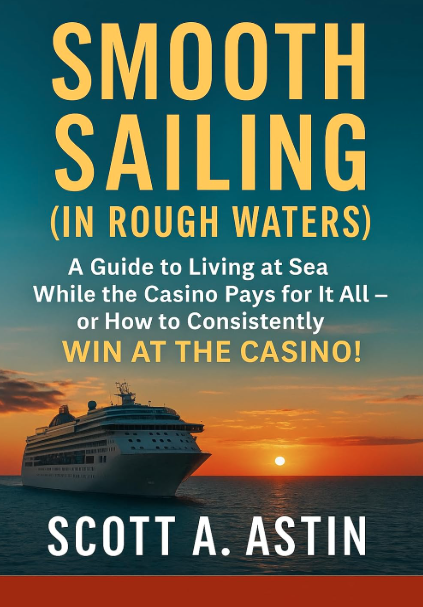 SMOOTH
SAILING
(IN ROUGH WATERS)
A Guide to Living at Sea
While the Casino Pays for It All –
or How to Consistently
WIN AT THE CASINO!
SCOTT A. ASTIN